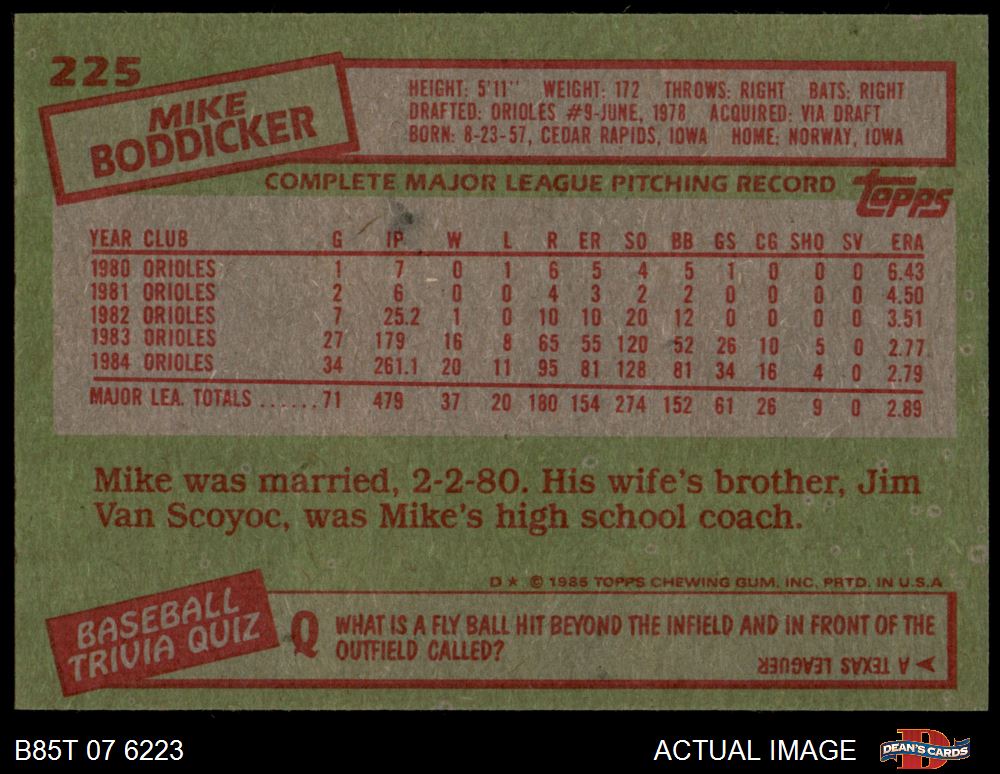 225
MIKE
BODDICKER
HEIGHT: 5'11" WEIGHT: 172 THROWS: RIGHT BATS: RIGHT
DRAFTED: ORIOLES #9-JUNE, 1978 ACQUIRED: VIA DRAFT
BORN: 8-23-57, CEDAR RAPIDS, IOWA HOME: NORWAY, IOWA
COMPLETE MAJOR LEAGUE PITCHING RECORD
topps
YEAR CLUB G IP W L R ER SO BB GS CG SHO SV ERA
1980 ORIOLES 1 7 0 1 6 5 4 5 1 0 0 0 6.43
1981 ORIOLES 2 6 0 0 4 3 2 2 0 0 0 0 4.50
1982 ORIOLES 7 25.2 1 0 10 10 20 12 0 0 0 0 3.51
1983 ORIOLES 27 179 16 8 65 55 120 52 26 10 5 0 2.77
1984 ORIOLES 34 261.1 20 11 95 81 128 81 34 16 4 0 2.79
MAJOR LEA. TOTALS ......71 479 37 20 180 154 274 152 61 26 9 0 2.89
Mike was married, 2-2-80. His wife's brother, Jim
Van Scoyoc, was Mike's high school coach.
D★ © 1985 TOPPS CHEWING GUM, INC. PRTD. IN U.S.A
BASEBALL
TRIVIA QUIZ
Q WHAT IS A FLY BALL HIT BEYOND THE INFIELD AND IN FRONT OF THE
OUTFIELD CALLED?
A TEXAS LEAGUER
B85T 07 6223
ACTUAL IMAGE
D
DEAN'S CARDS